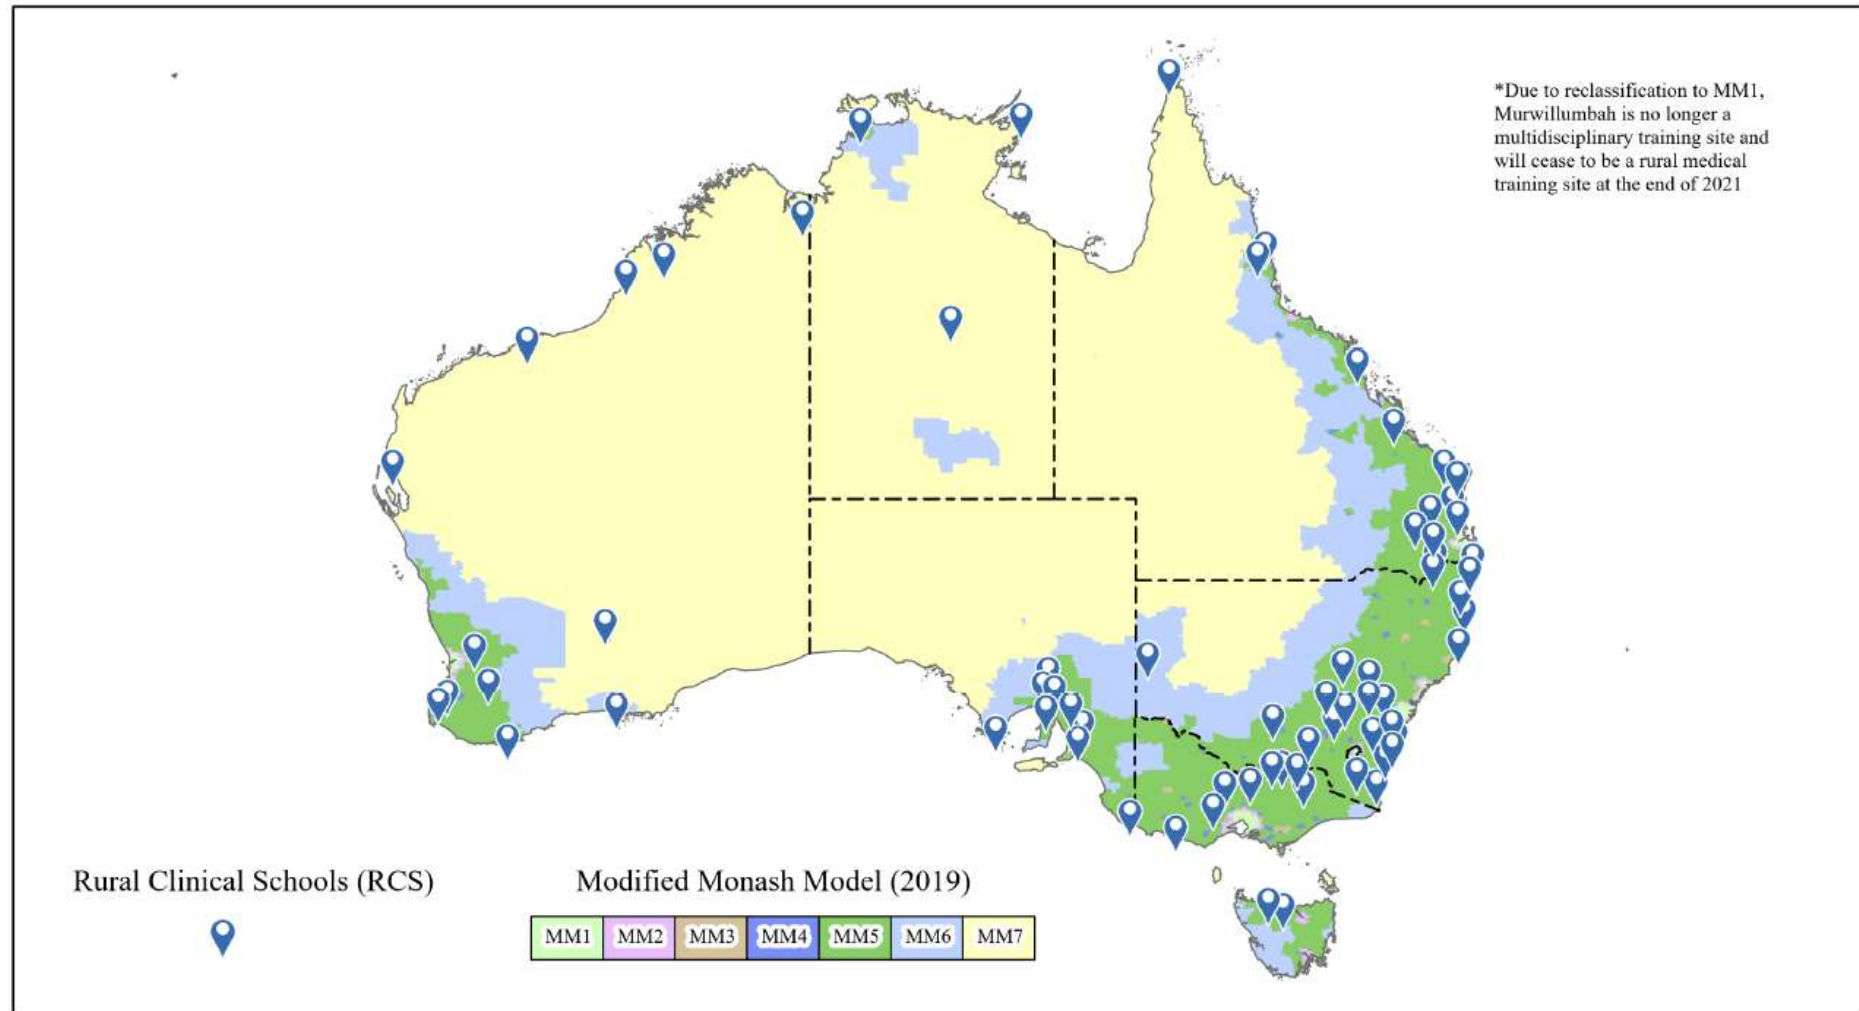 *Due to reclassification to MM1,
Murwillumbah is no longer a
multidisciplinary training site and
will cease to be a rural medical
training site at the end of 2021
Rural Clinical Schools (RCS)
Modified Monash Model (2019)
MM1 MM2 MM3 MM4 MM5 MM6 MM7